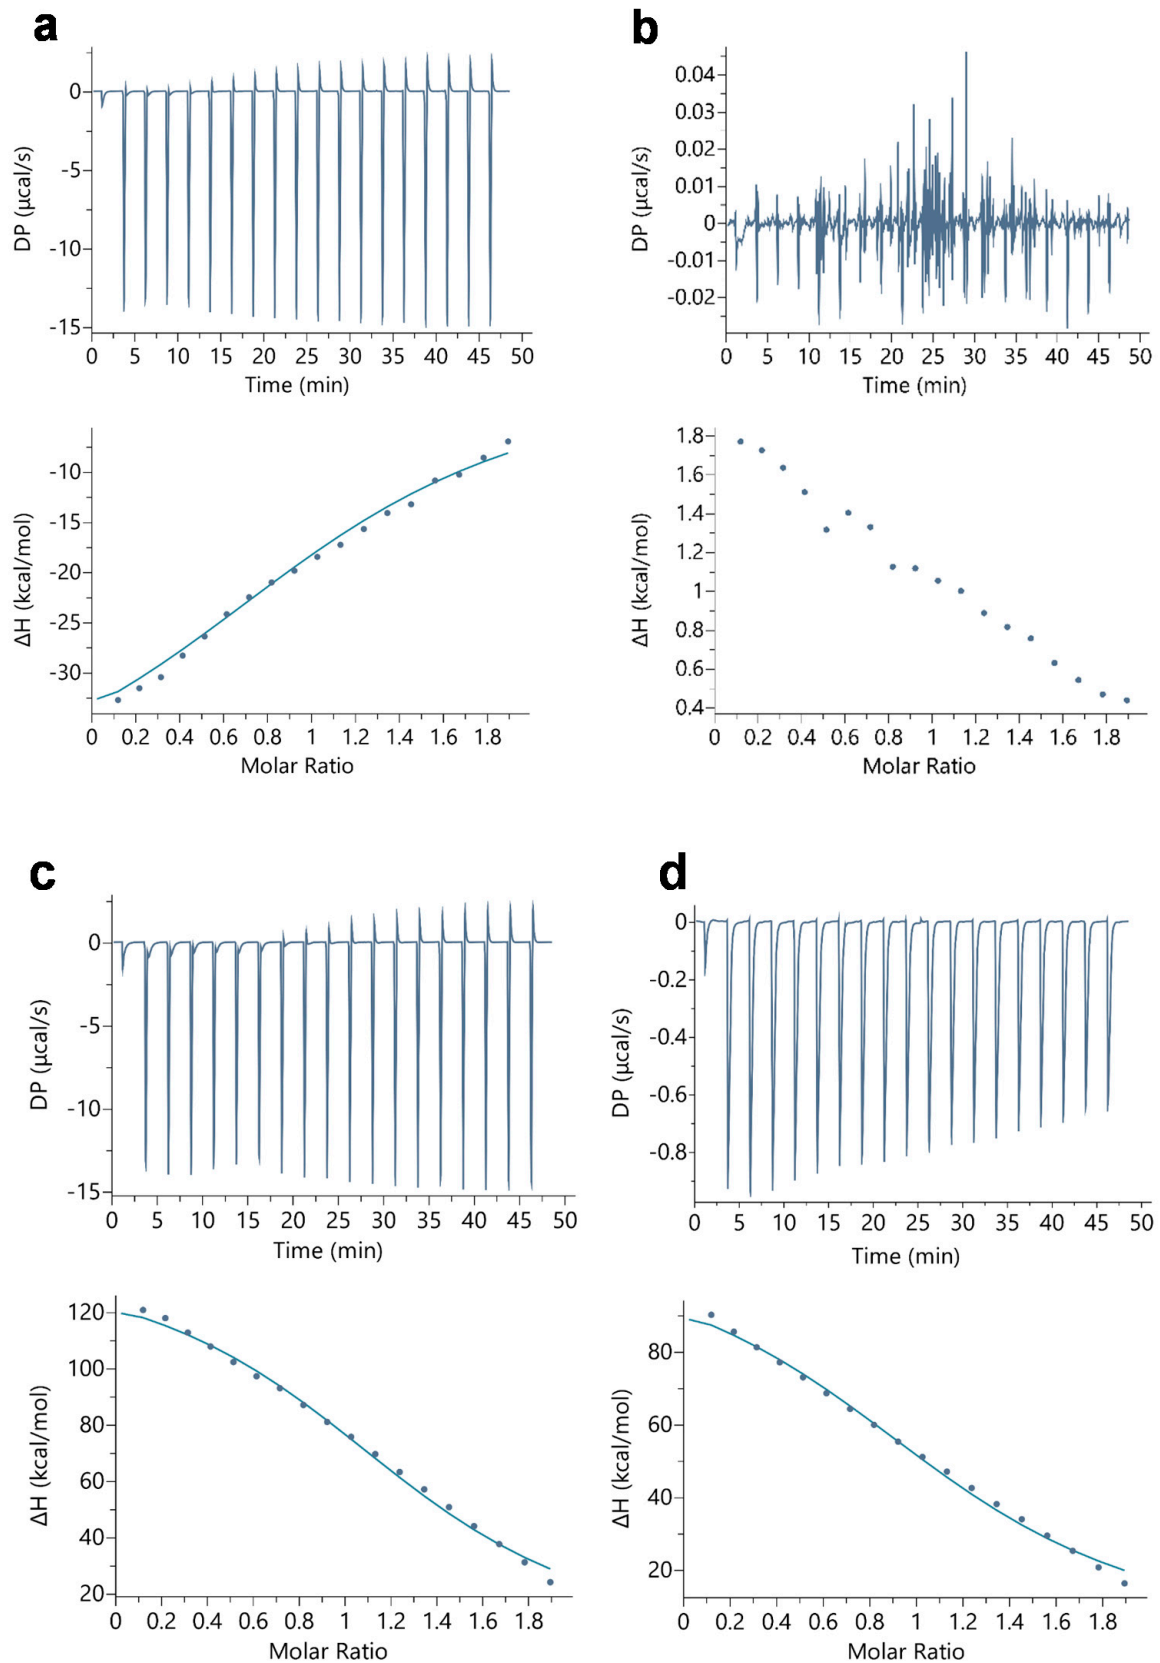 a
DP (µcal/s)
0
-5
-10
-15
0 5 10 15 20 25 30 35 40 45 50
Time (min)
ΔH (kcal/mol)
-10
-15
-20
-25
-30
0 0.2 0.4 0.6 0.8 1 1.2 1.4 1.6 1.8
Molar Ratio
b
DP (µcal/s)
0.04
0.03
0.02
0.01
0
-0.01
-0.02
0 5 10 15 20 25 30 35 40 45 50
Time (min)
ΔH (kcal/mol)
1.8
1.6
1.4
1.2
1
0.8
0.6
0.4
0 0.2 0.4 0.6 0.8 1 1.2 1.4 1.6 1.8
Molar Ratio
c
DP (µcal/s)
0
-5
-10
-15
0 5 10 15 20 25 30 35 40 45 50
Time (min)
ΔH (kcal/mol)
120
100
80
60
40
20
0 0.2 0.4 0.6 0.8 1 1.2 1.4 1.6 1.8
Molar Ratio
d
DP (µcal/s)
0
-0.2
-0.4
-0.6
-0.8
0 5 10 15 20 25 30 35 40 45 50
Time (min)
ΔH (kcal/mol)
80
60
40
20
0 0.2 0.4 0.6 0.8 1 1.2 1.4 1.6 1.8
Molar Ratio